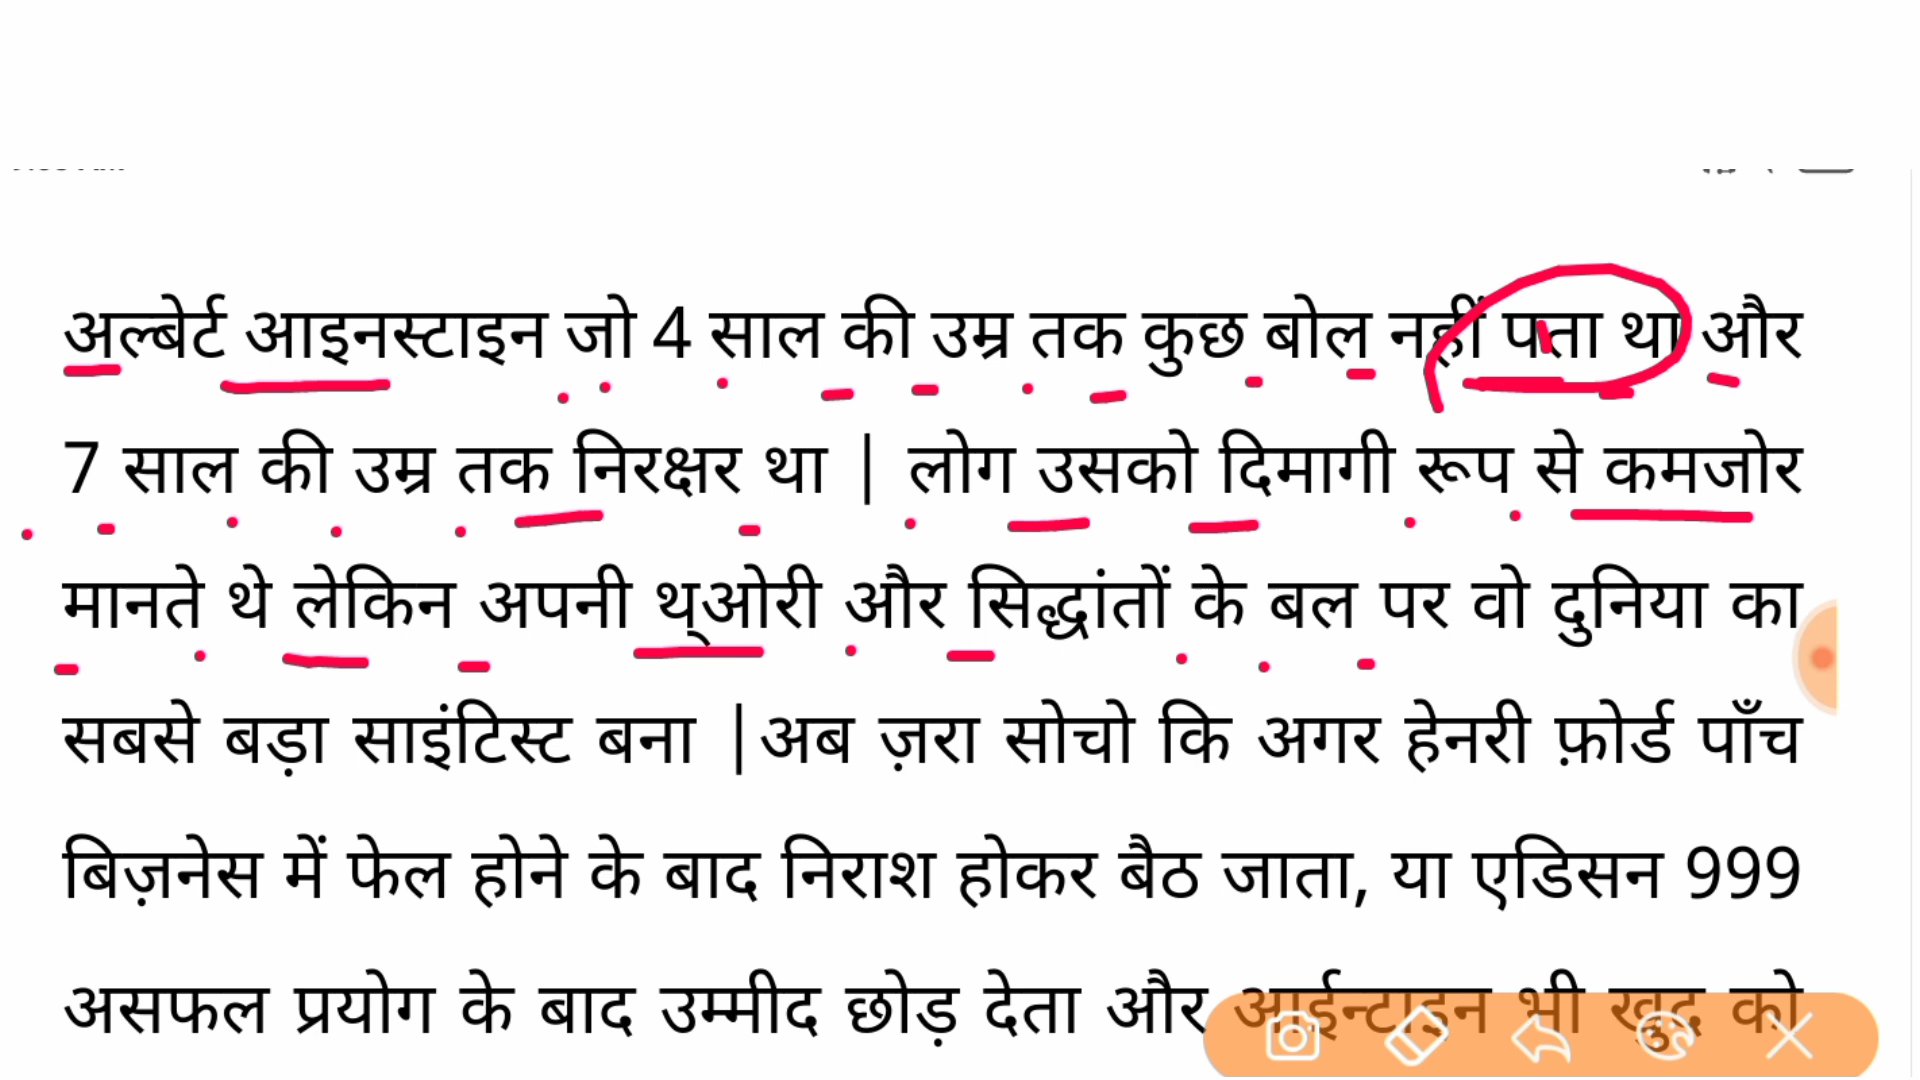 अल्बेर्ट आइनस्टाइन जो 4 साल की उम्र तक कुछ बोल नहीं पता था और
7 साल की उम्र तक निरक्षर था | लोग उसको दिमागी रूप से कमजोर
मानते थे लेकिन अपनी थ्ओरी और सिद्धांतों के बल पर वो दुनिया का
सबसे बड़ा साइंटिस्ट बना |अब ज़रा सोचो कि अगर हेनरी फ़ोर्ड पाँच
बिज़नेस में फेल होने के बाद निराश होकर बैठ जाता, या एडिसन 999
असफल प्रयोग के बाद उम्मीद छोड़ देता और आईन्टाइन भी खुद को